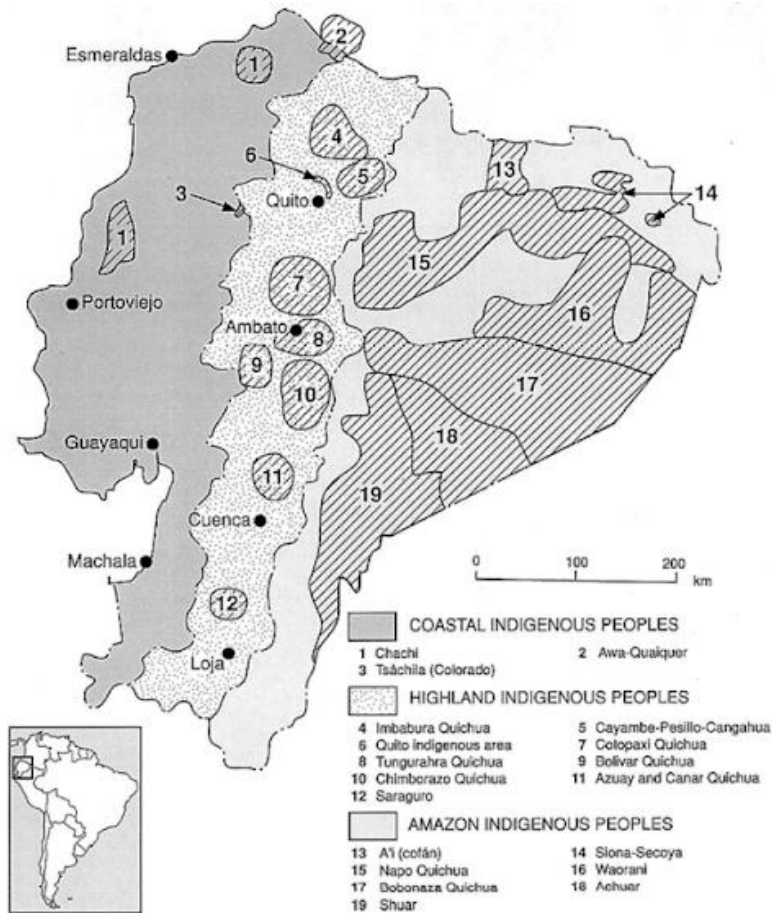 Esmeraldas
2
1
4
6
5
13
3
Quito
14
1
15
7
Portoviejo
16
Ambato
8
9
10
17
Guayaqui
18
11
19
Cuenca
Machala
0 100 200
km
12
Loja
COASTAL INDIGENOUS PEOPLES
1 Chachi
2 Awa-Quaiquer
3 Tsáchila (Colorado)
HIGHLAND INDIGENOUS PEOPLES
4 Imbabura Quichua
5 Cayambe-Pesillo-Cangahua
6 Quito indigenous area
7 Colopaxi Quichua
8 Tungurahra Quichua
9 Bolivar Quichua
10 Chimborazo Quichua
11 Azuay and Canar Quichua
12 Saraguro
AMAZON INDIGENOUS PEOPLES
13 A'i (cofán)
14 Siona-Secoya
15 Napo Quichua
16 Waorani
17 Bobonaza Quichua
18 Achuar
19 Shuar